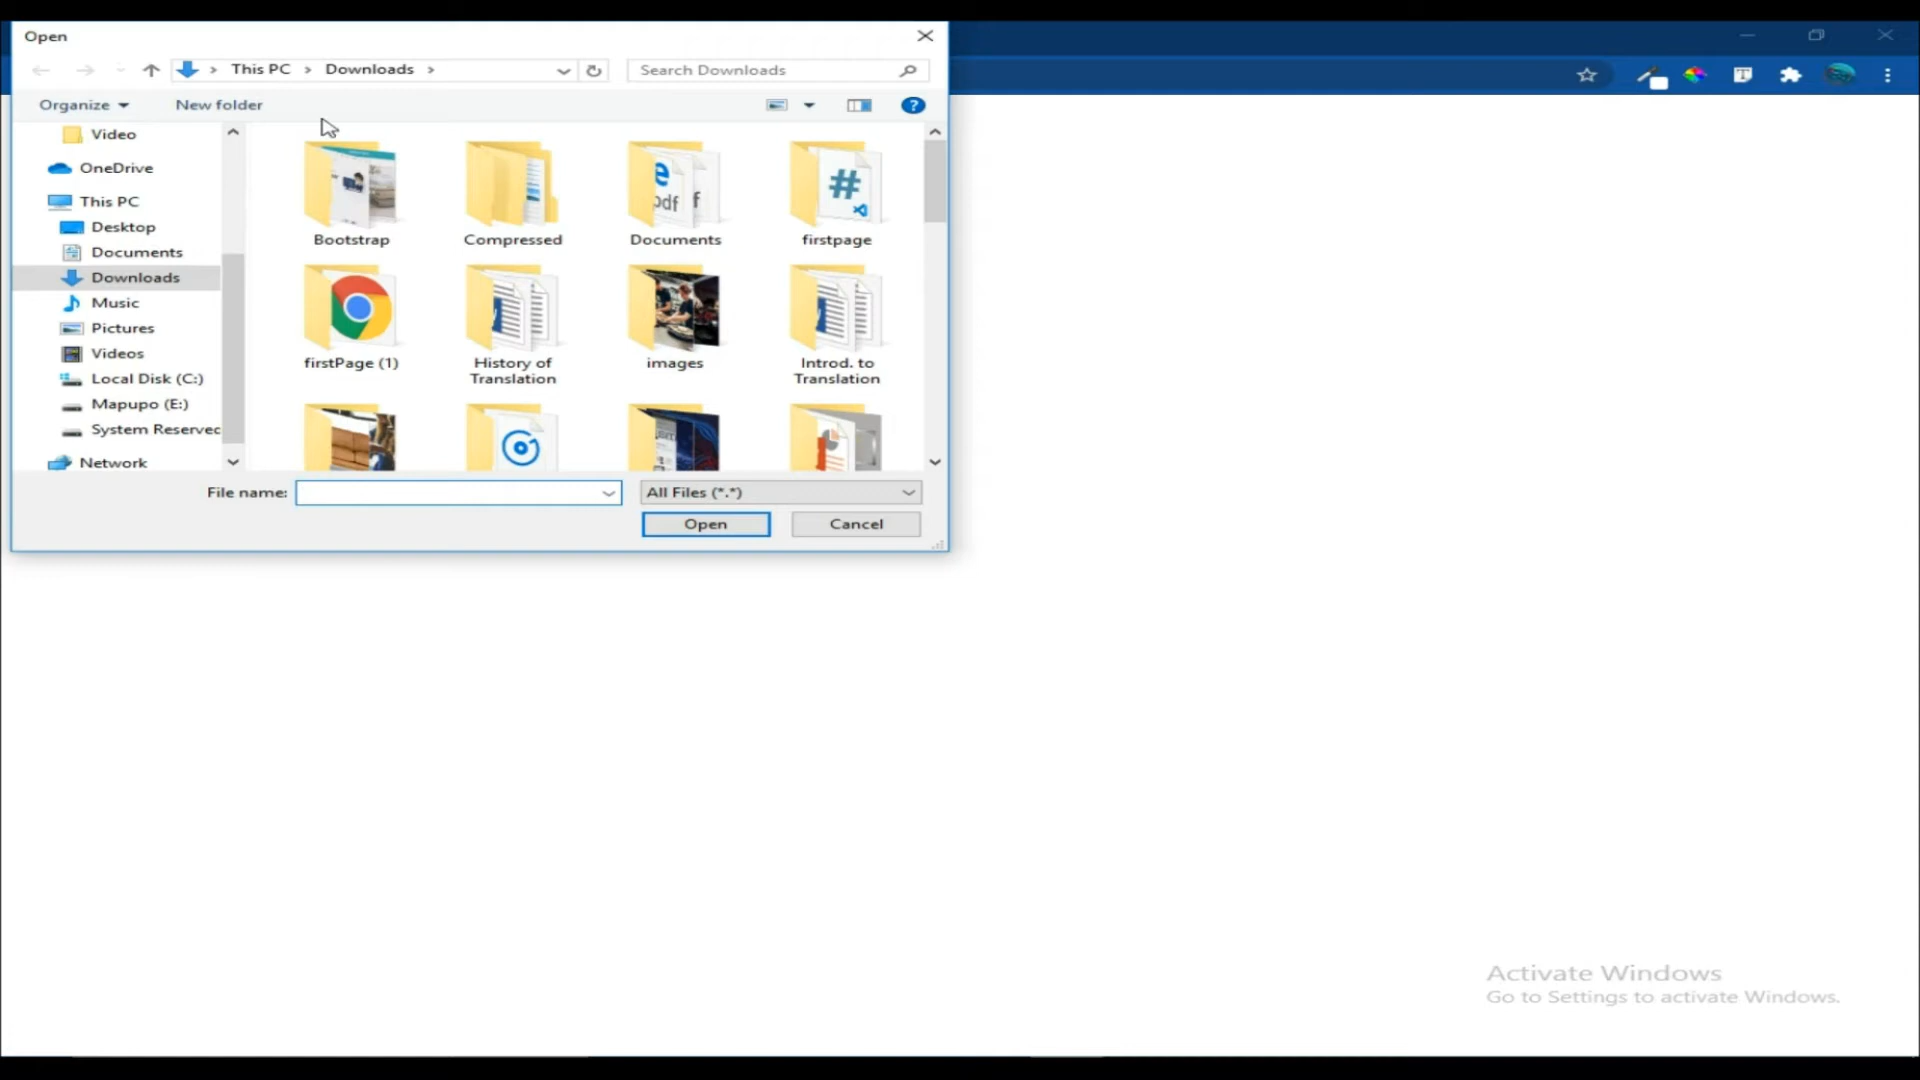 Open
This PC
Downloads
Search Downloads
Organize
New folder
Video
OneDrive
This PC
Desktop
Documents
Downloads
Music
Pictures
Videos
Local Disk (C:)
Mapupo (E:)
System Reserved
Network
Bootstrap
Compressed
Documents
firstpage
firstPage (1)
History of
Translation
images
Introd. to
Translation
File name:
All Files (*.*)
Open
Cancel
Activate Windows
Go to Settings to activate Windows.